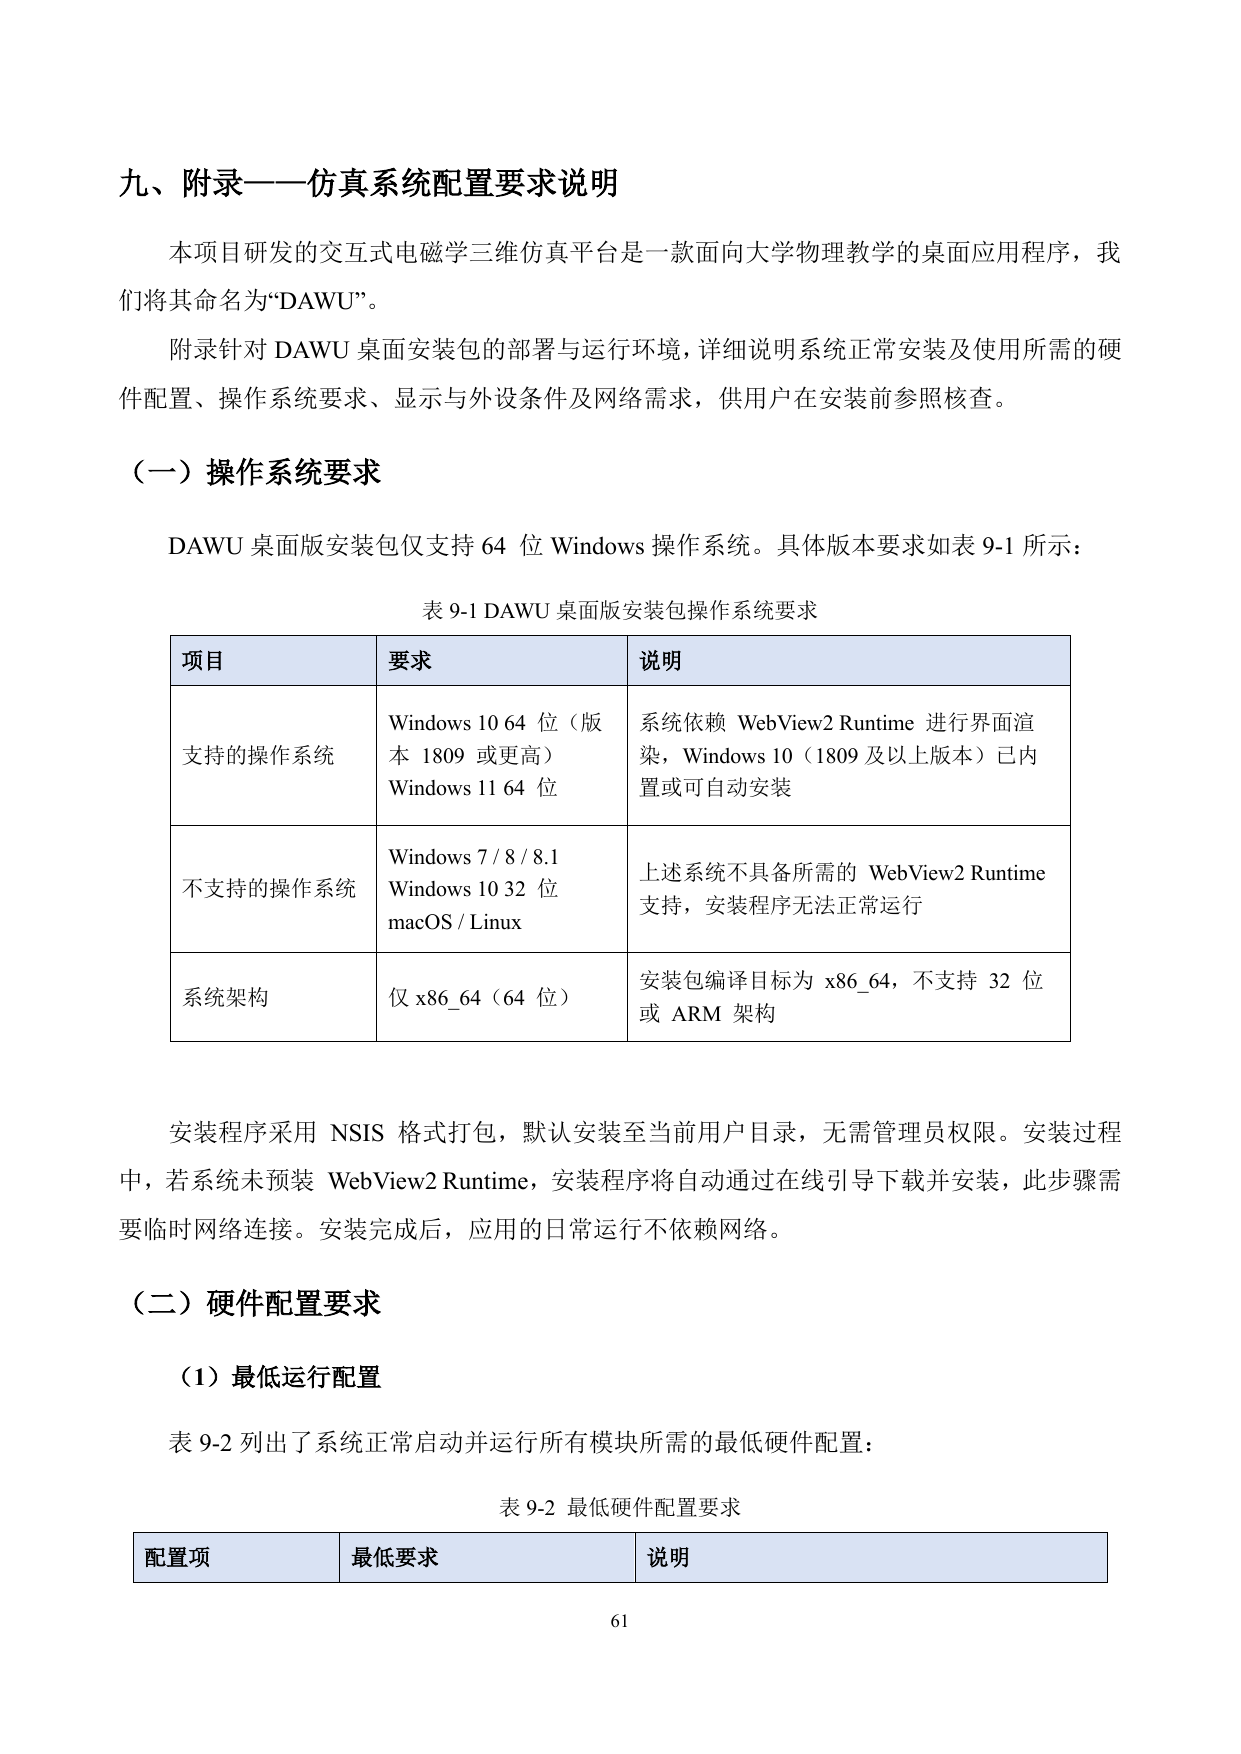 九、附录——仿真系统配置要求说明
本项目研发的交互式电磁学三维仿真平台是一款面向大学物理教学的桌面应用程序，我
们将其命名为“DAWU”。
附录针对 DAWU 桌面安装包的部署与运行环境，详细说明系统正常安装及使用所需的硬
件配置、操作系统要求、显示与外设条件及网络需求，供用户在安装前参照核查。
（一）操作系统要求
DAWU 桌面版安装包仅支持 64 位 Windows 操作系统。具体版本要求如表 9-1 所示：
表 9-1 DAWU 桌面版安装包操作系统要求
项目
要求
说明
支持的操作系统
Windows 10 64 位（版
本 1809 或更高）
Windows 11 64 位
系统依赖 WebView2 Runtime 进行界面渲
染，Windows 10（1809 及以上版本）已内
置或可自动安装
不支持的操作系统
Windows 7 / 8 / 8.1
Windows 10 32 位
macOS / Linux
上述系统不具备所需的 WebView2 Runtime
支持，安装程序无法正常运行
系统架构
仅 x86_64（64 位）
安装包编译目标为 x86_64，不支持 32 位
或 ARM 架构
安装程序采用 NSIS 格式打包，默认安装至当前用户目录，无需管理员权限。安装过程
中，若系统未预装 WebView2 Runtime，安装程序将自动通过在线引导下载并安装，此步骤需
要临时网络连接。安装完成后，应用的日常运行不依赖网络。
（二）硬件配置要求
（1）最低运行配置
表 9-2 列出了系统正常启动并运行所有模块所需的最低硬件配置：
表 9-2 最低硬件配置要求
配置项
最低要求
说明
61